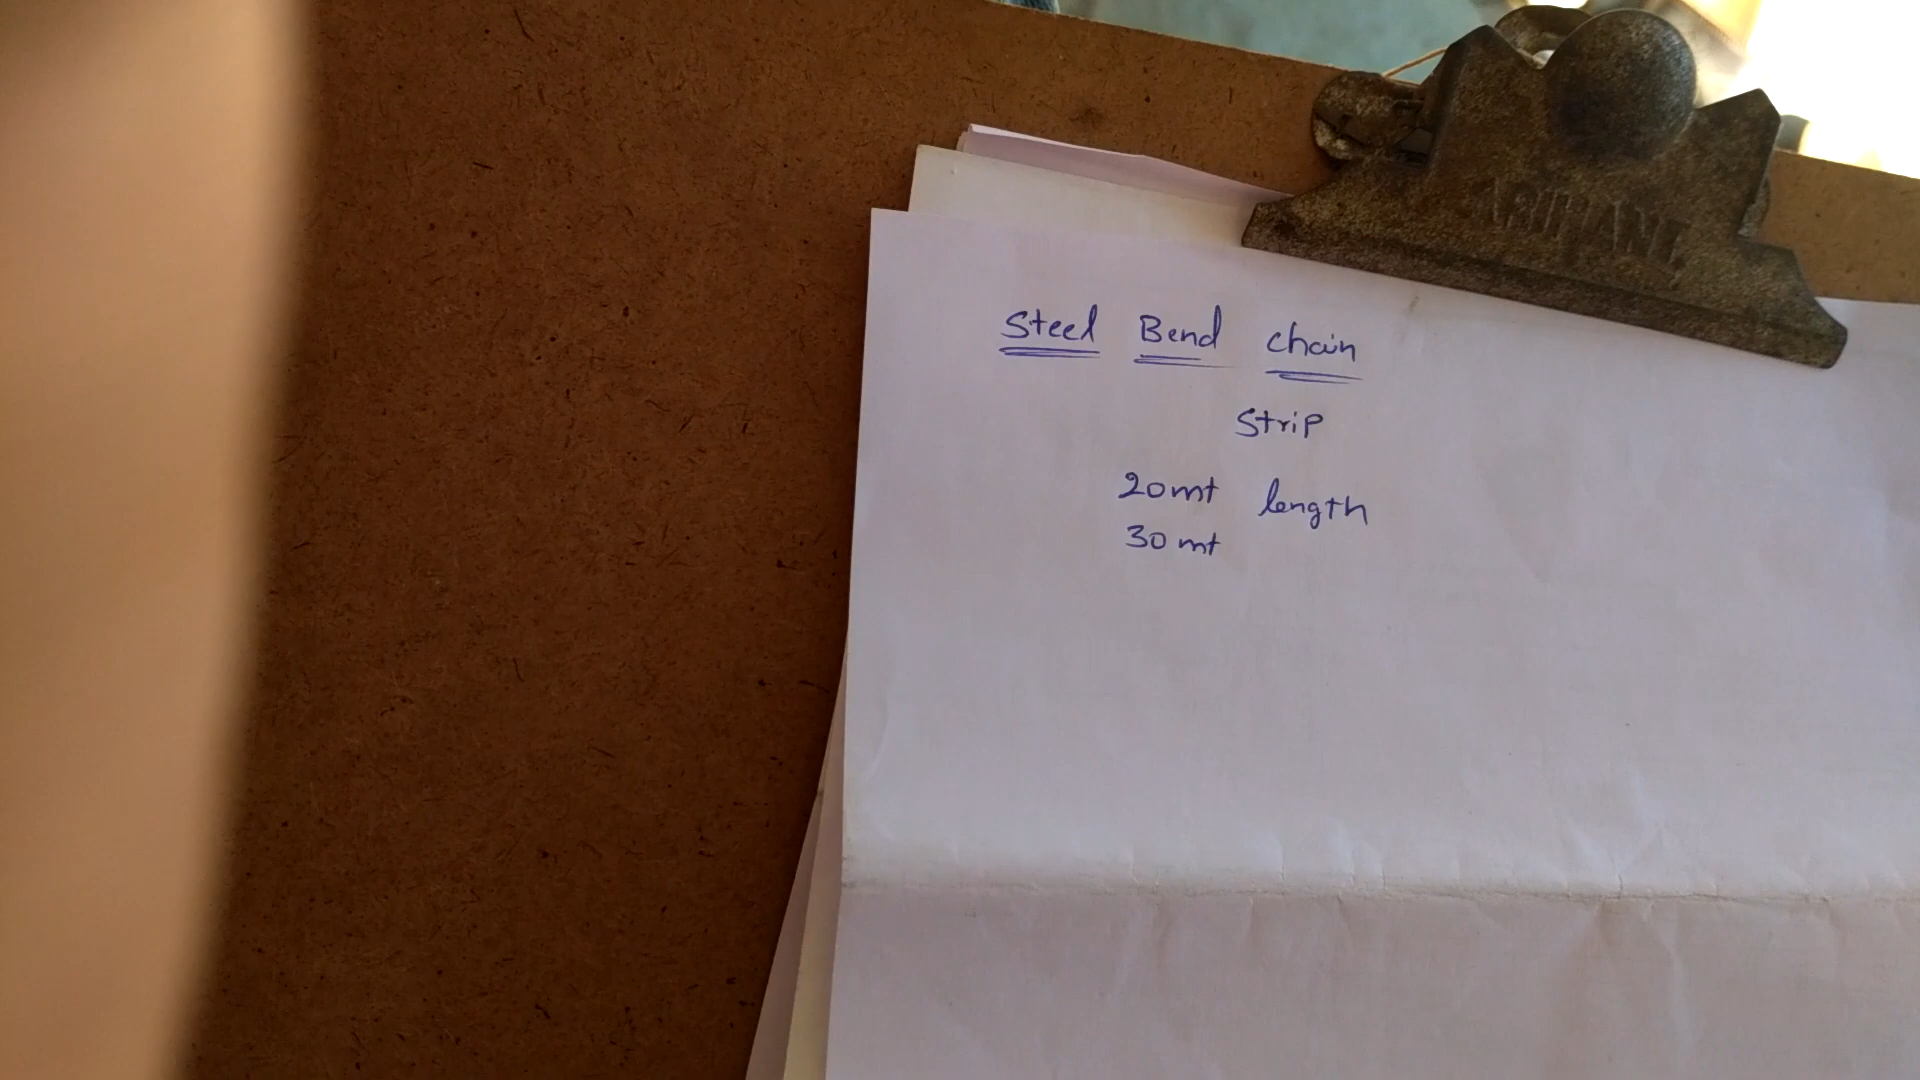 Steel Bend chain
Strip
20mt length
30 mt